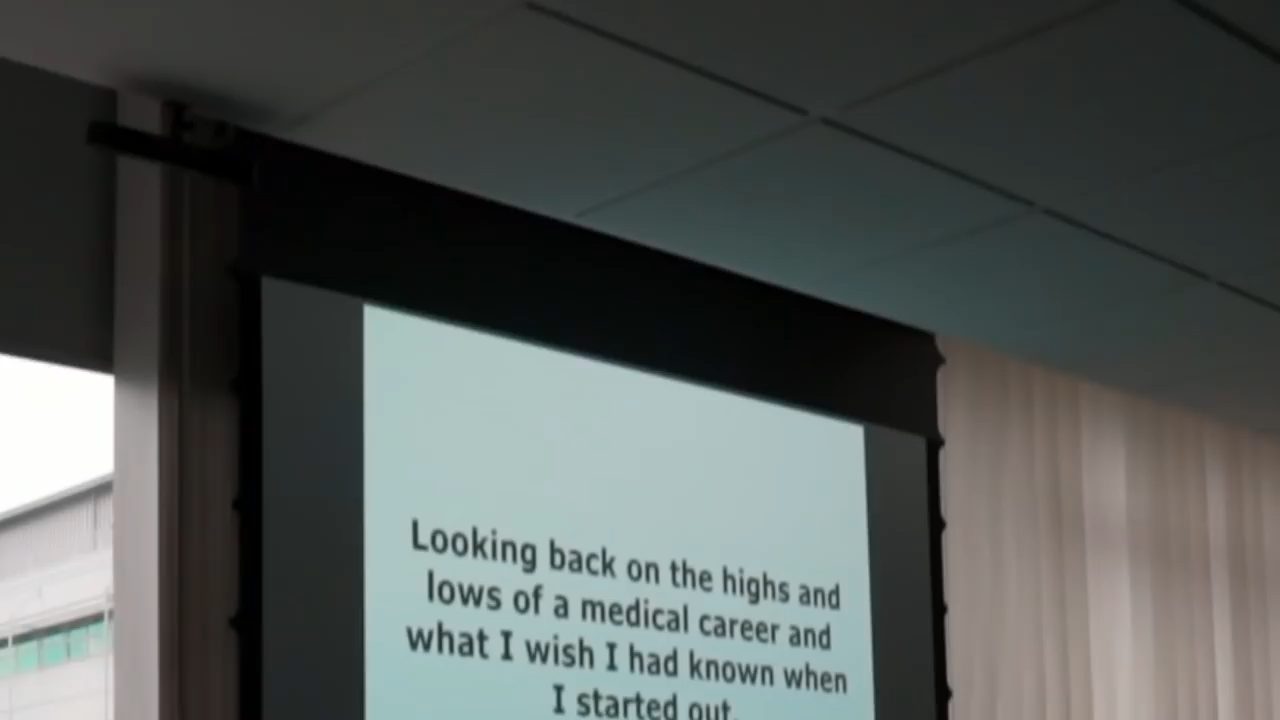 Looking back on the highs and
lows of a medical career and
what I wish I had known when
I started out.